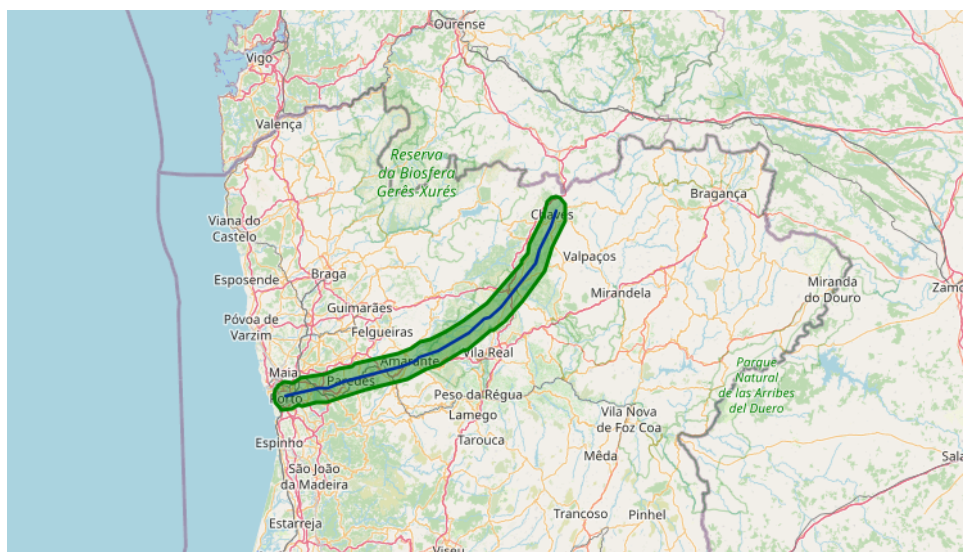 Ourense
Vigo
Valença
Reserva
da Biosfera
Gerês-Xurés
Bragança
Chaves
Viana do
Castelo
Valpaços
Esposende
Braga
Miranda
do Douro
Zamo
Mirandela
Guimarães
Póvoa de
Varzim
Felgueiras
Vila Real
Amarante
Maia
Paredes
Parque
Natural
de las Arribes
del Duero
Porto
Peso da Régua
Lamego
Vila Nova
de Foz Coa
Tarouca
Espinho
Mêda
Sala
São João
da Madeira
Trancoso
Pinhel
Estarreja
Viseu